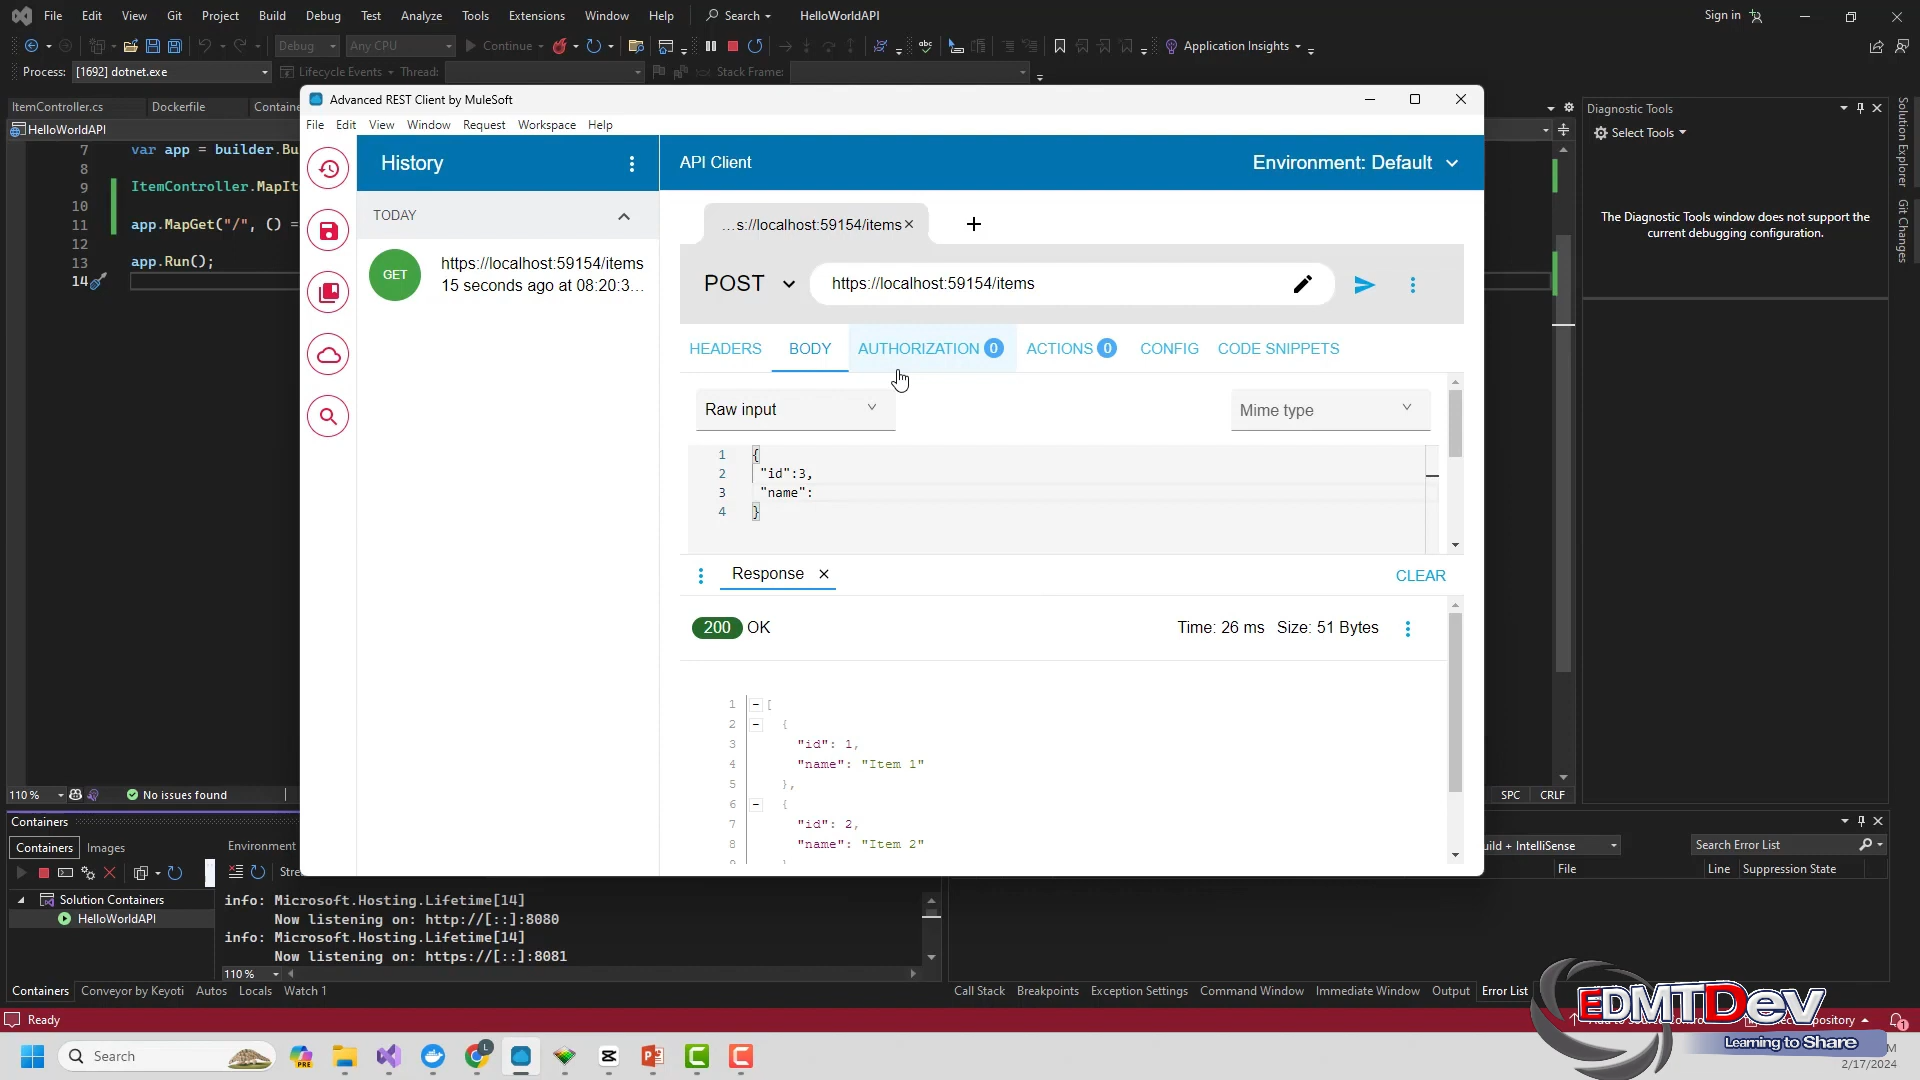 File Edit View Git Project Build Debug Test Analyze Tools Extensions Window Help Search HelloWorldAPI Sign in
Debug Any CPU Continue Application Insights
Process: [1692] dotnet.exe Lifecycle Events Thread: Stack Frame:
ItemController.cs Dockerfile Containe
HelloWorldAPI
7 var app = builder.Bu
8
9 ItemController.MapIt
10
11 app.MapGet("/", () =
12
13 app.Run();
14
110 % No issues found
SPC CRLF
Advanced REST Client by MuleSoft
File Edit View Window Request Workspace Help
History
TODAY
GET
https://localhost:59154/items
15 seconds ago at 08:20:3...
API Client
Environment: Default
...s://localhost:59154/items
POST
https://localhost:59154/items
HEADERS BODY AUTHORIZATION 0 ACTIONS 0 CONFIG CODE SNIPPETS
Raw input
Mime type
1 {
2 "id":3,
3 "name":
4 }
Response
CLEAR
200 OK
Time: 26 ms Size: 51 Bytes
1 [
2 {
3 "id": 1,
4 "name": "Item 1"
5 },
6 {
7 "id": 2,
8 "name": "Item 2"
Diagnostic Tools
Select Tools
The Diagnostic Tools window does not support the
current debugging configuration.
Solution Explorer
Git Changes
Containers
Containers Images
Solution Containers
HelloWorldAPI
Environment
Stre
info: Microsoft.Hosting.Lifetime[14]
Now listening on: http://[::]:8080
info: Microsoft.Hosting.Lifetime[14]
Now listening on: https://[::]:8081
110 %
uild + IntelliSense
Search Error List
File Line Suppression State
Containers Conveyor by Keyoti Autos Locals Watch 1
Call Stack Breakpoints Exception Settings Command Window Immediate Window Output Error List
Ready
EDMTDev
Learning to Share
Search
PRE
L
2/17/2024